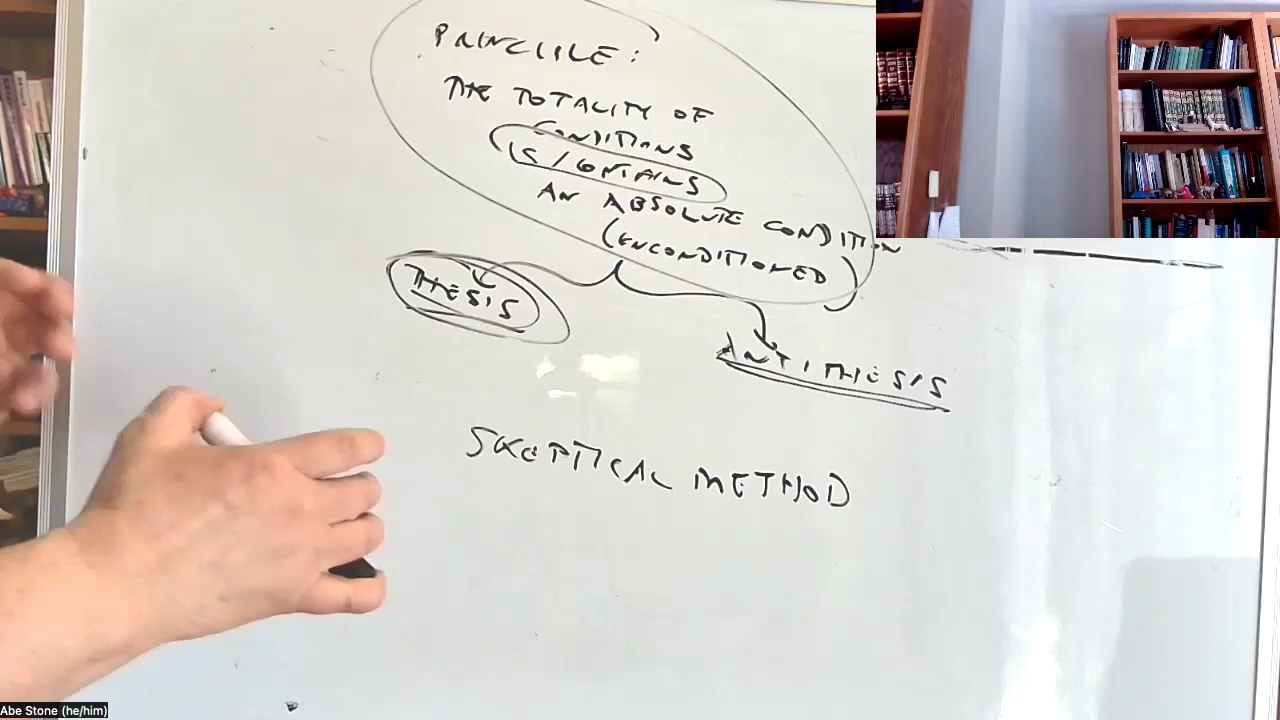 PRINCIPLE:
THE TOTALITY OF
CONDITIONS
IS/CONTAINS
AN ABSOLUTE CONDITION
(UNCONDITIONED)
THESIS
ANTITHESIS
SKEPTICAL METHOD
Abe Stone (he/him)